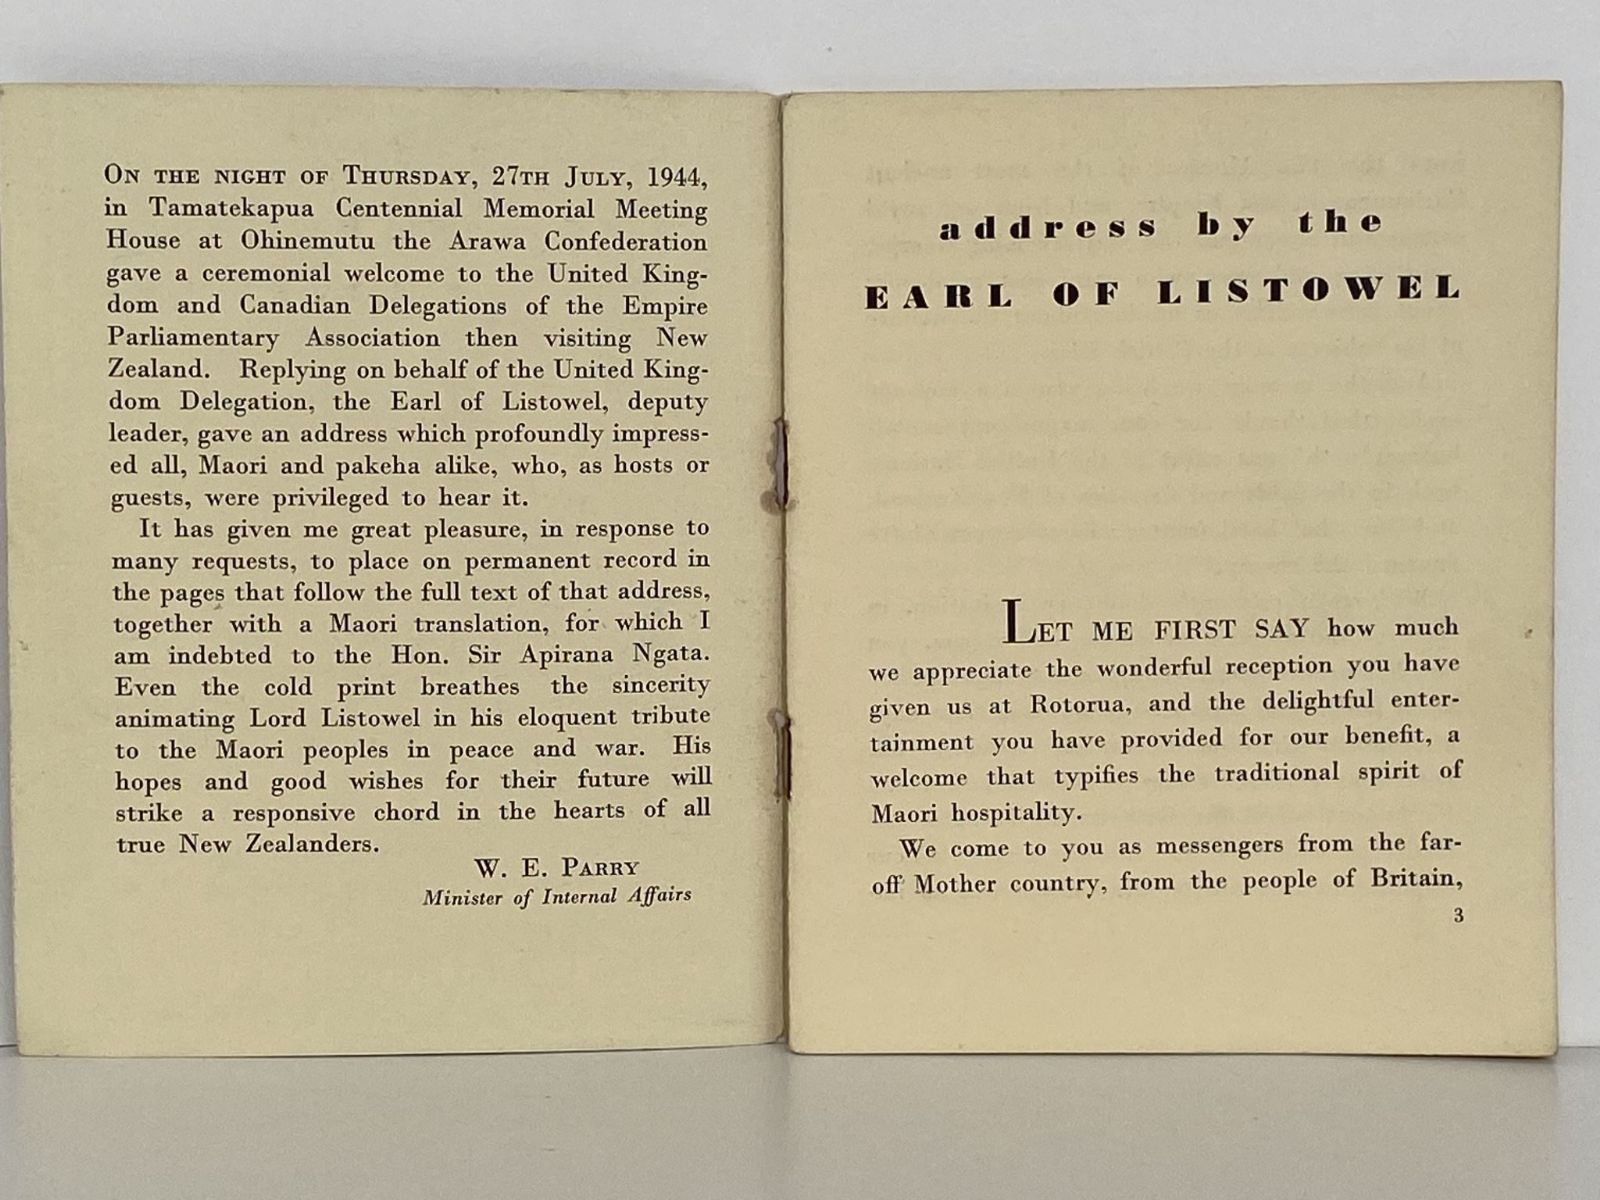 ON THE NIGHT OF THURSDAY, 27TH JULY, 1944,
in Tamatekapua Centennial Memorial Meeting
House at Ohinemutu the Arawa Confederation
gave a ceremonial welcome to the United King-
dom and Canadian Delegations of the Empire
Parliamentary Association then visiting New
Zealand. Replying on behalf of the United King-
dom Delegation, the Earl of Listowel, deputy
leader, gave an address which profoundly impress-
ed all, Maori and pakeha alike, who, as hosts or
guests, were privileged to hear it.
It has given me great pleasure, in response to
many requests, to place on permanent record in
the pages that follow the full text of that address,
together with a Maori translation, for which I
am indebted to the Hon. Sir Apirana Ngata.
Even the cold print breathes the sincerity
animating Lord Listowel in his eloquent tribute
to the Maori peoples in peace and war. His
hopes and good wishes for their future will
strike a responsive chord in the hearts of all
true New Zealanders.
W. E. PARRY
Minister of Internal Affairs
address by the
EARL OF LISTOWEL
LET ME FIRST SAY how much
we appreciate the wonderful reception you have
given us at Rotorua, and the delightful enter-
tainment you have provided for our benefit, a
welcome that typifies the traditional spirit of
Maori hospitality.
We come to you as messengers from the far-
off Mother country, from the people of Britain,
3